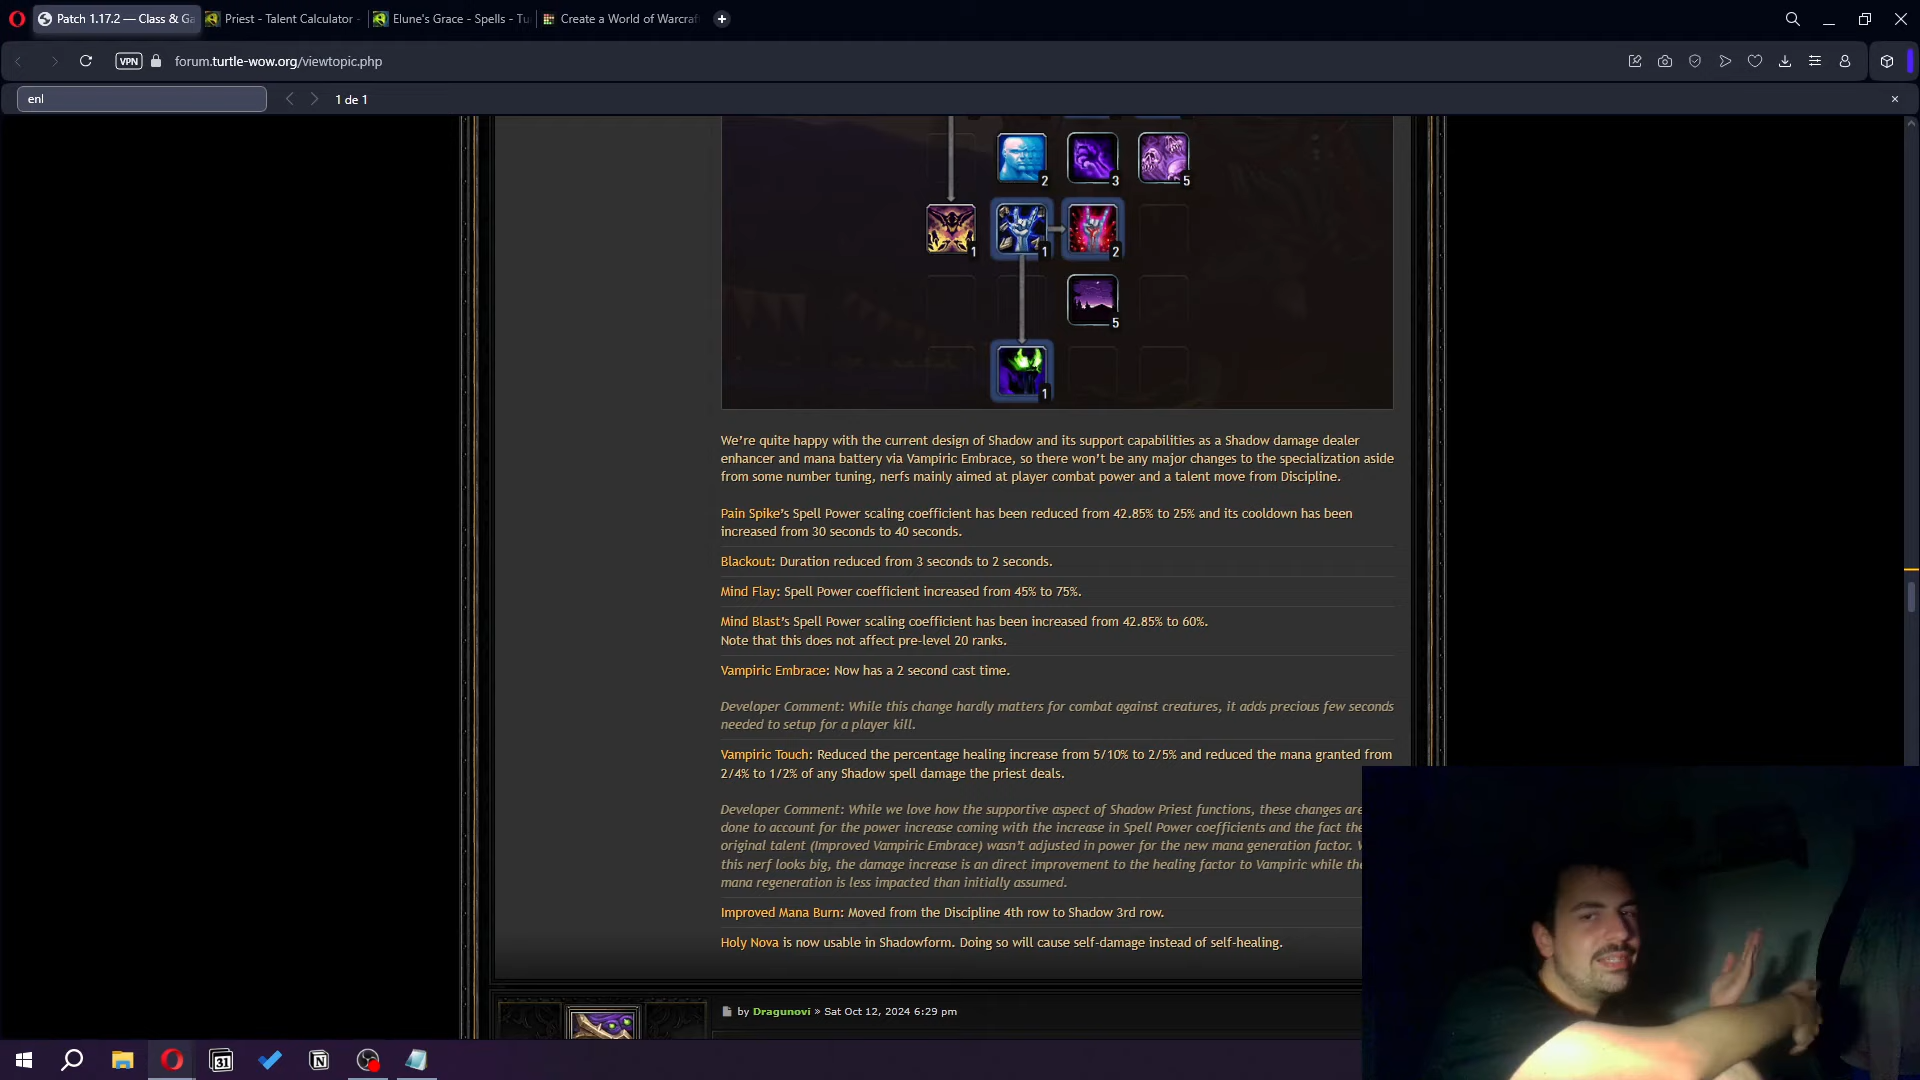 Patch 1.17.2 — Class & Ga
Priest - Talent Calculator -
Elune's Grace - Spells - Tu
Create a World of Warcraf
VPN
forum.turtle-wow.org/viewtopic.php
enl
1 de 1
2
3
5
1
1
2
5
1
We're quite happy with the current design of Shadow and its support capabilities as a Shadow damage dealer
enhancer and mana battery via Vampiric Embrace, so there won't be any major changes to the specialization aside
from some number tuning, nerfs mainly aimed at player combat power and a talent move from Discipline.
Pain Spike's Spell Power scaling coefficient has been reduced from 42.85% to 25% and its cooldown has been
increased from 30 seconds to 40 seconds.
Blackout: Duration reduced from 3 seconds to 2 seconds.
Mind Flay: Spell Power coefficient increased from 45% to 75%.
Mind Blast's Spell Power scaling coefficient has been increased from 42.85% to 60%.
Note that this does not affect pre-level 20 ranks.
Vampiric Embrace: Now has a 2 second cast time.
Developer Comment: While this change hardly matters for combat against creatures, it adds precious few seconds
needed to setup for a player kill.
Vampiric Touch: Reduced the percentage healing increase from 5/10% to 2/5% and reduced the mana granted from
2/4% to 1/2% of any Shadow spell damage the priest deals.
Developer Comment: While we love how the supportive aspect of Shadow Priest functions, these changes are
done to account for the power increase coming with the increase in Spell Power coefficients and the fact the
original talent (Improved Vampiric Embrace) wasn't adjusted in power for the new mana generation factor.
this nerf looks big, the damage increase is an direct improvement to the healing factor to Vampiric while the
mana regeneration is less impacted than initially assumed.
Improved Mana Burn: Moved from the Discipline 4th row to Shadow 3rd row.
Holy Nova is now usable in Shadowform. Doing so will cause self-damage instead of self-healing.
by Dragunovi » Sat Oct 12, 2024 6:29 pm
31